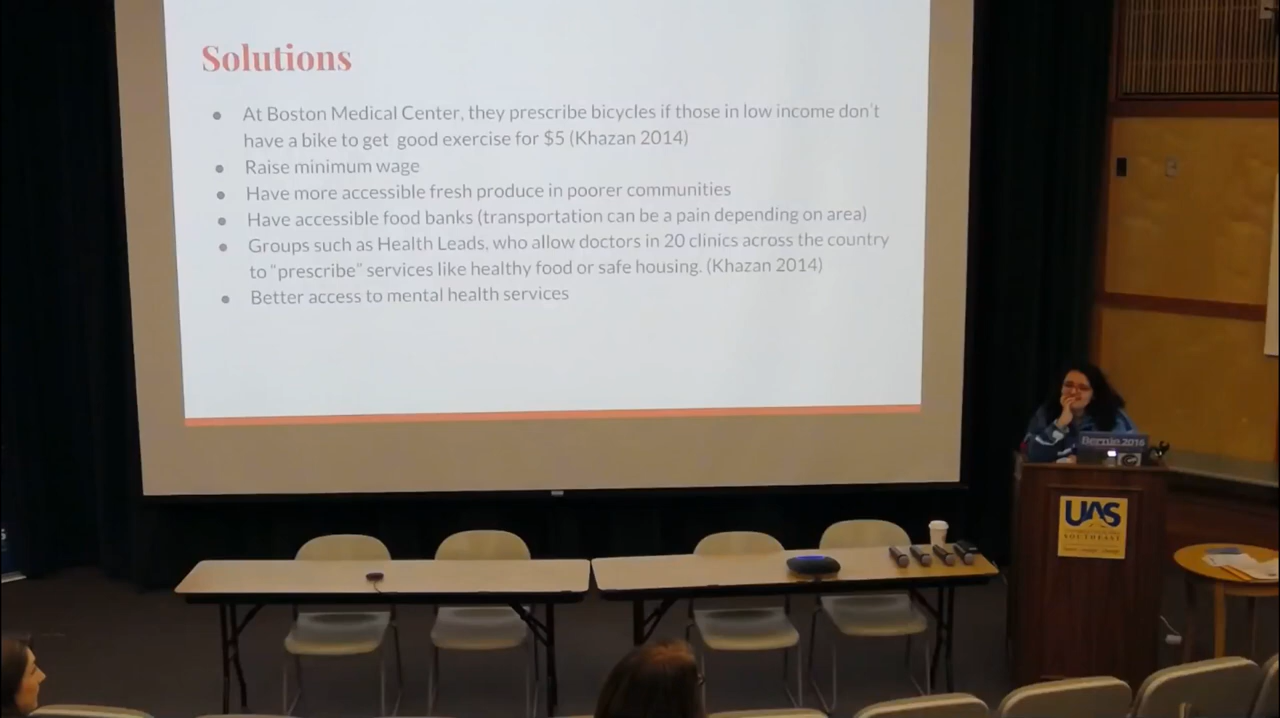 Solutions
At Boston Medical Center, they prescribe bicycles if those in low income don't
have a bike to get good exercise for $5 (Khazan 2014)
Raise minimum wage
Have more accessible fresh produce in poorer communities
Have accessible food banks (transportation can be a pain depending on area)
Groups such as Health Leads, who allow doctors in 20 clinics across the country
to "prescribe" services like healthy food or safe housing. (Khazan 2014)
Better access to mental health services
Bernie 2016
UAS
SOUTHEAST